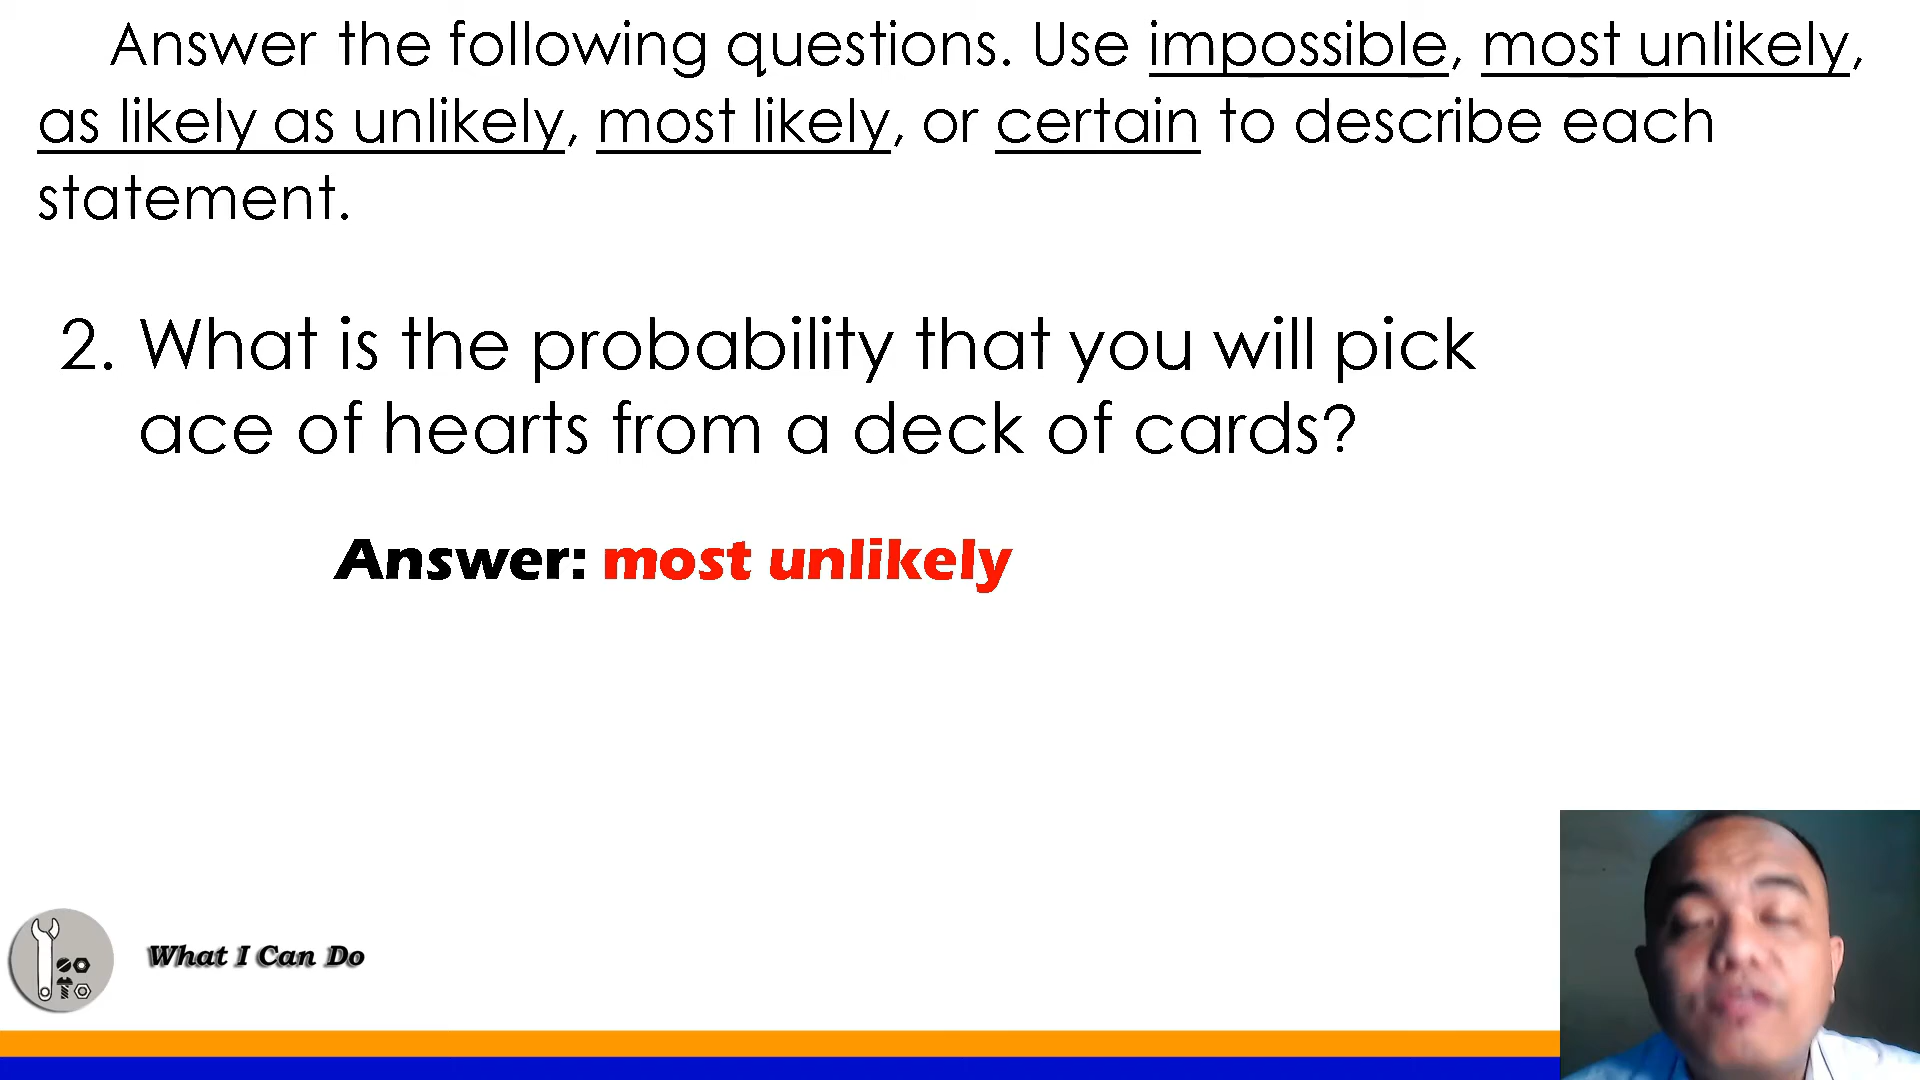 Answer the following questions. Use impossible, most unlikely,
as likely as unlikely, most likely, or certain to describe each
statement.
2. What is the probability that you will pick
ace of hearts from a deck of cards?
Answer: most unlikely
What I Can Do